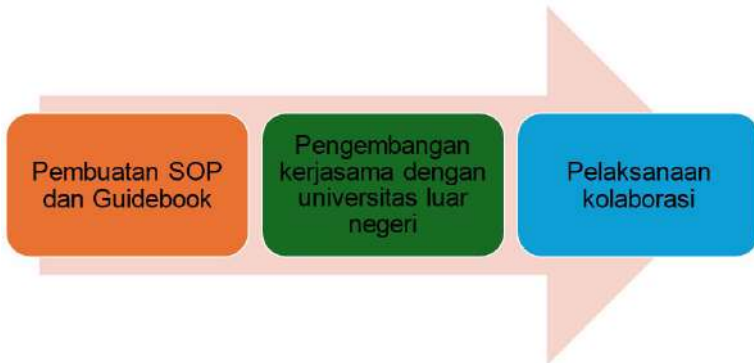 Pembuatan SOP
dan Guidebook
Pengembangan
kerjasama dengan
universitas luar
negeri
Pelaksanaan
kolaborasi